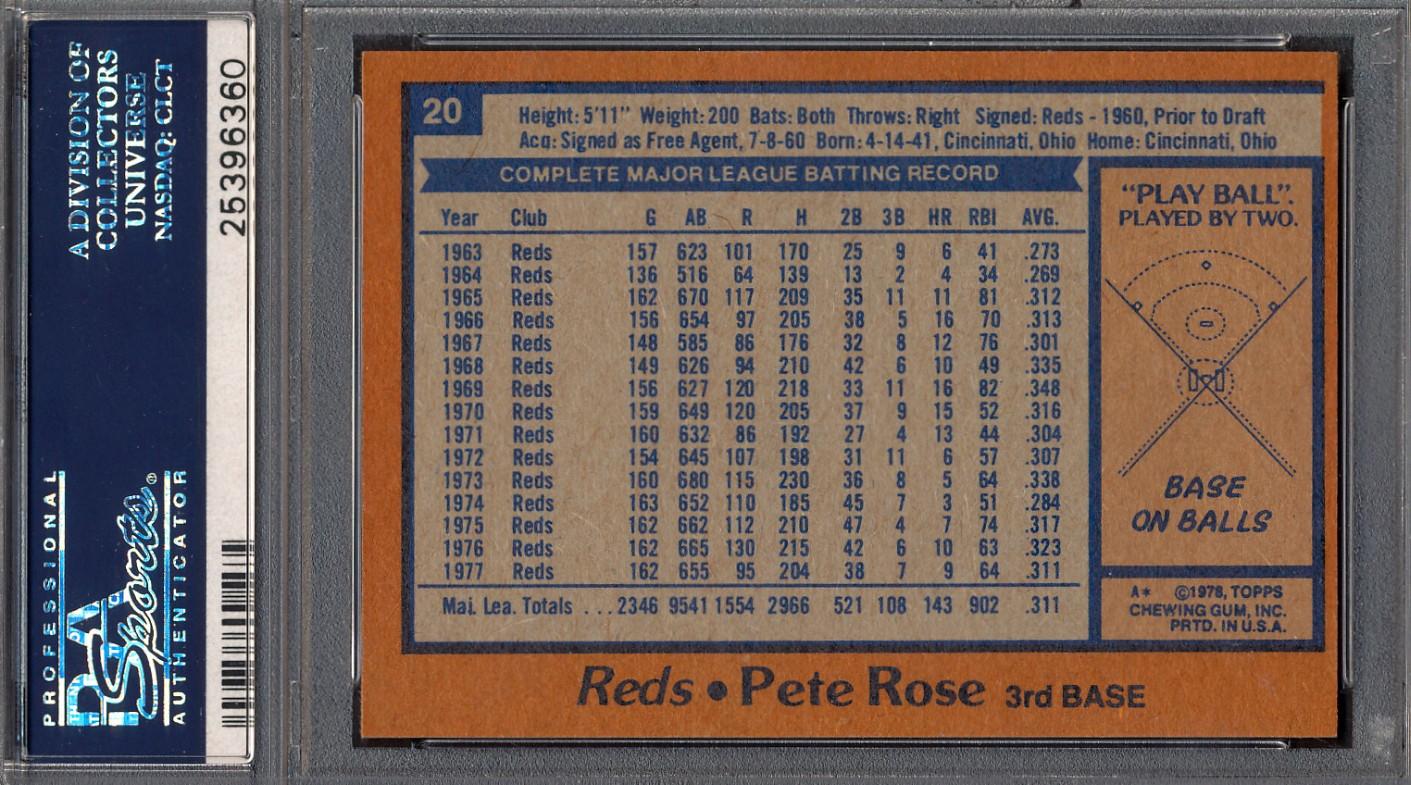 A DIVISION OF
COLLECTORS
UNIVERSE
NASDAQ: CLCT
PROFESSIONAL
PSA
Sports®
AUTHENTICATOR
25396360
20
Height: 5'11" Weight: 200 Bats: Both Throws: Right Signed: Reds - 1960, Prior to Draft
Acq: Signed as Free Agent, 7-8-60 Born: 4-14-41, Cincinnati, Ohio Home: Cincinnati, Ohio
COMPLETE MAJOR LEAGUE BATTING RECORD
Year Club G AB R H 2B 3B HR RBI AVG.
1963 Reds 157 623 101 170 25 9 6 41 .273
1964 Reds 136 516 64 139 13 2 4 34 .269
1965 Reds 162 670 117 209 35 11 11 81 .312
1966 Reds 156 654 97 205 38 5 16 70 .313
1967 Reds 148 585 86 176 32 8 12 76 .301
1968 Reds 149 626 94 210 42 6 10 49 .335
1969 Reds 156 627 120 218 33 11 16 82 .348
1970 Reds 159 649 120 205 37 9 15 52 .316
1971 Reds 160 632 86 192 27 4 13 44 .304
1972 Reds 154 645 107 198 31 11 6 57 .307
1973 Reds 160 680 115 230 36 8 5 64 .338
1974 Reds 163 652 110 185 45 7 3 51 .284
1975 Reds 162 662 112 210 47 4 7 74 .317
1976 Reds 162 665 130 215 42 6 10 63 .323
1977 Reds 162 655 95 204 38 7 9 64 .311
Maj. Lea. Totals ...2346 9541 1554 2966 521 108 143 902 .311
"PLAY BALL".
PLAYED BY TWO.
BASE
ON BALLS
A* ©1978, TOPPS
CHEWING GUM, INC.
PRTD. IN U.S.A.
Reds • Pete Rose 3rd BASE